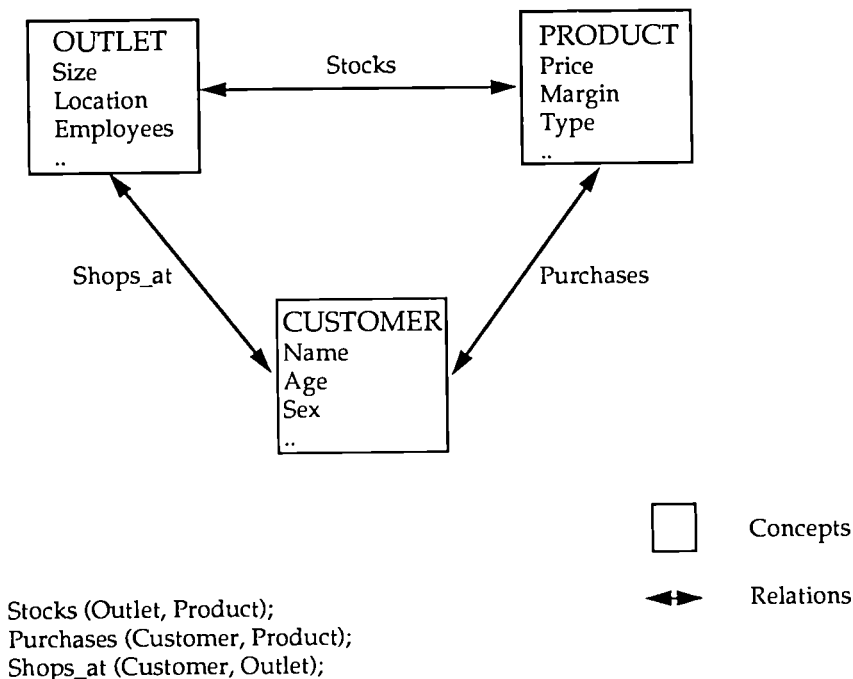 OUTLET
Size
Location
Employees
..
Stocks
PRODUCT
Price
Margin
Type
..
Shops_at
Purchases
CUSTOMER
Name
Age
Sex
..
Concepts
Relations
Stocks (Outlet, Product);
Purchases (Customer, Product);
Shops_at (Customer, Outlet);